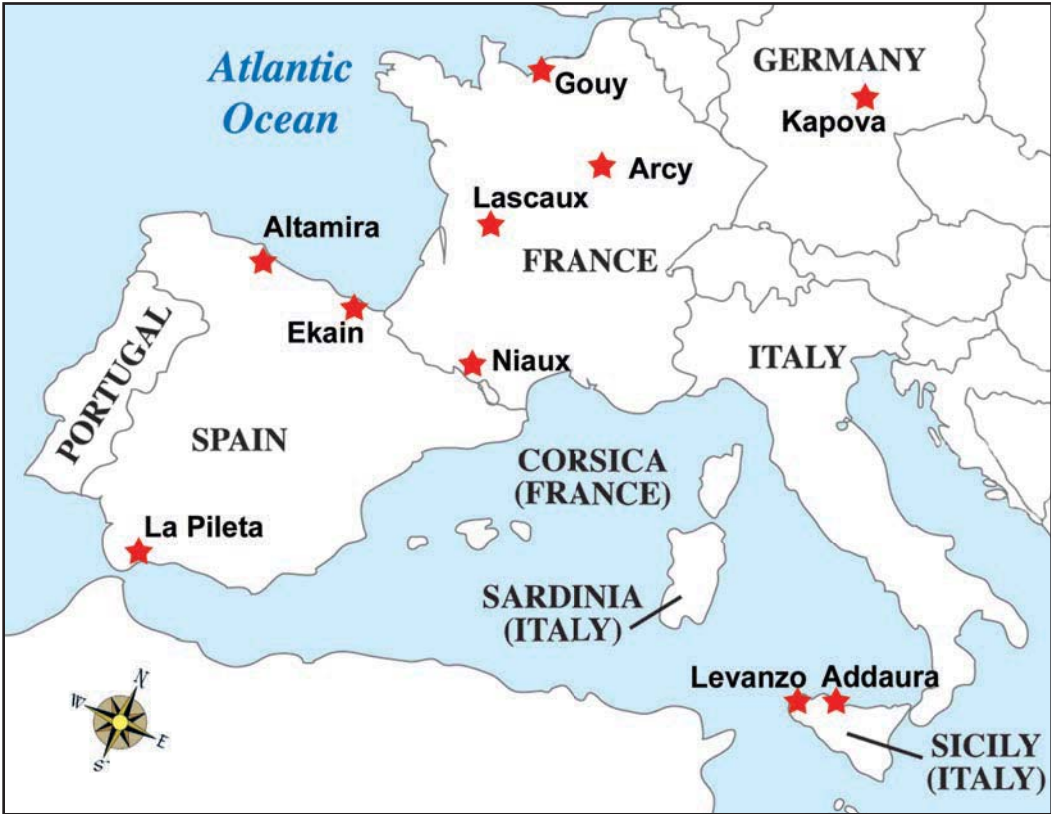 Atlantic
Ocean
GERMANY
Kapova
Gouy
Arcy
Lascaux
FRANCE
Altamira
Ekain
Niaux
ITALY
PORTUGAL
SPAIN
CORSICA
(FRANCE)
La Pileta
SARDINIA
(ITALY)
Levanzo
Addaura
SICILY
(ITALY)
N
W
E
S